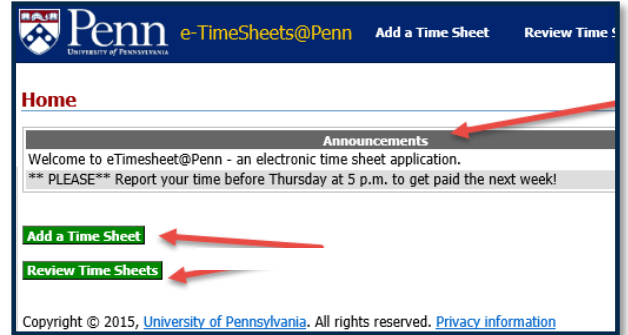 Penn
UNIVERSITY of PENNSYLVANIA
e-TimeSheets@Penn Add a Time Sheet Review Time
Home
Announcements
Welcome to eTimesheet@Penn - an electronic time sheet application.
** PLEASE** Report your time before Thursday at 5 p.m. to get paid the next week!
Add a Time Sheet
Review Time Sheets
Copyright © 2015, University of Pennsylvania. All rights reserved. Privacy information